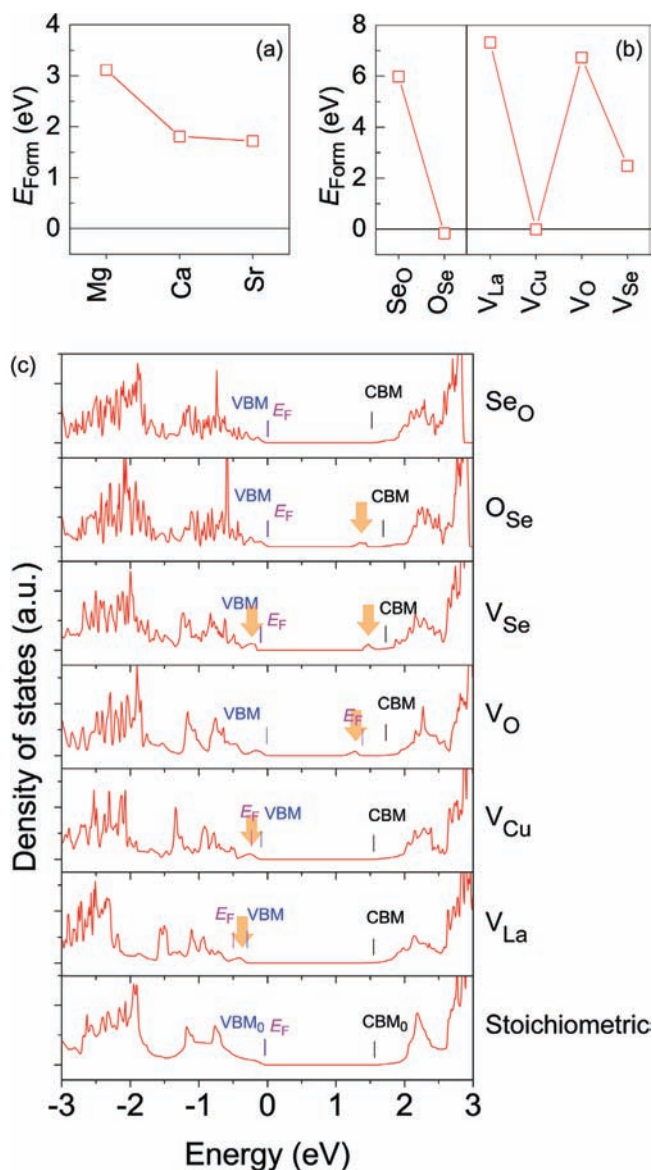 (a)
E_Form (eV)
4
3
2
1
0
Mg Ca Sr
(b)
E_Form (eV)
8
6
4
2
0
Se_O O_Se V_La V_Cu V_O V_Se
(c)
Density of states (a.u.)
VBM E_F CBM Se_O
VBM E_F CBM O_Se
VBM E_F CBM V_Se
VBM E_F CBM V_O
E_F VBM CBM V_Cu
E_F VBM CBM V_La
VBM₀ E_F CBM₀ Stoichiometric
-3 -2 -1 0 1 2 3
Energy (eV)